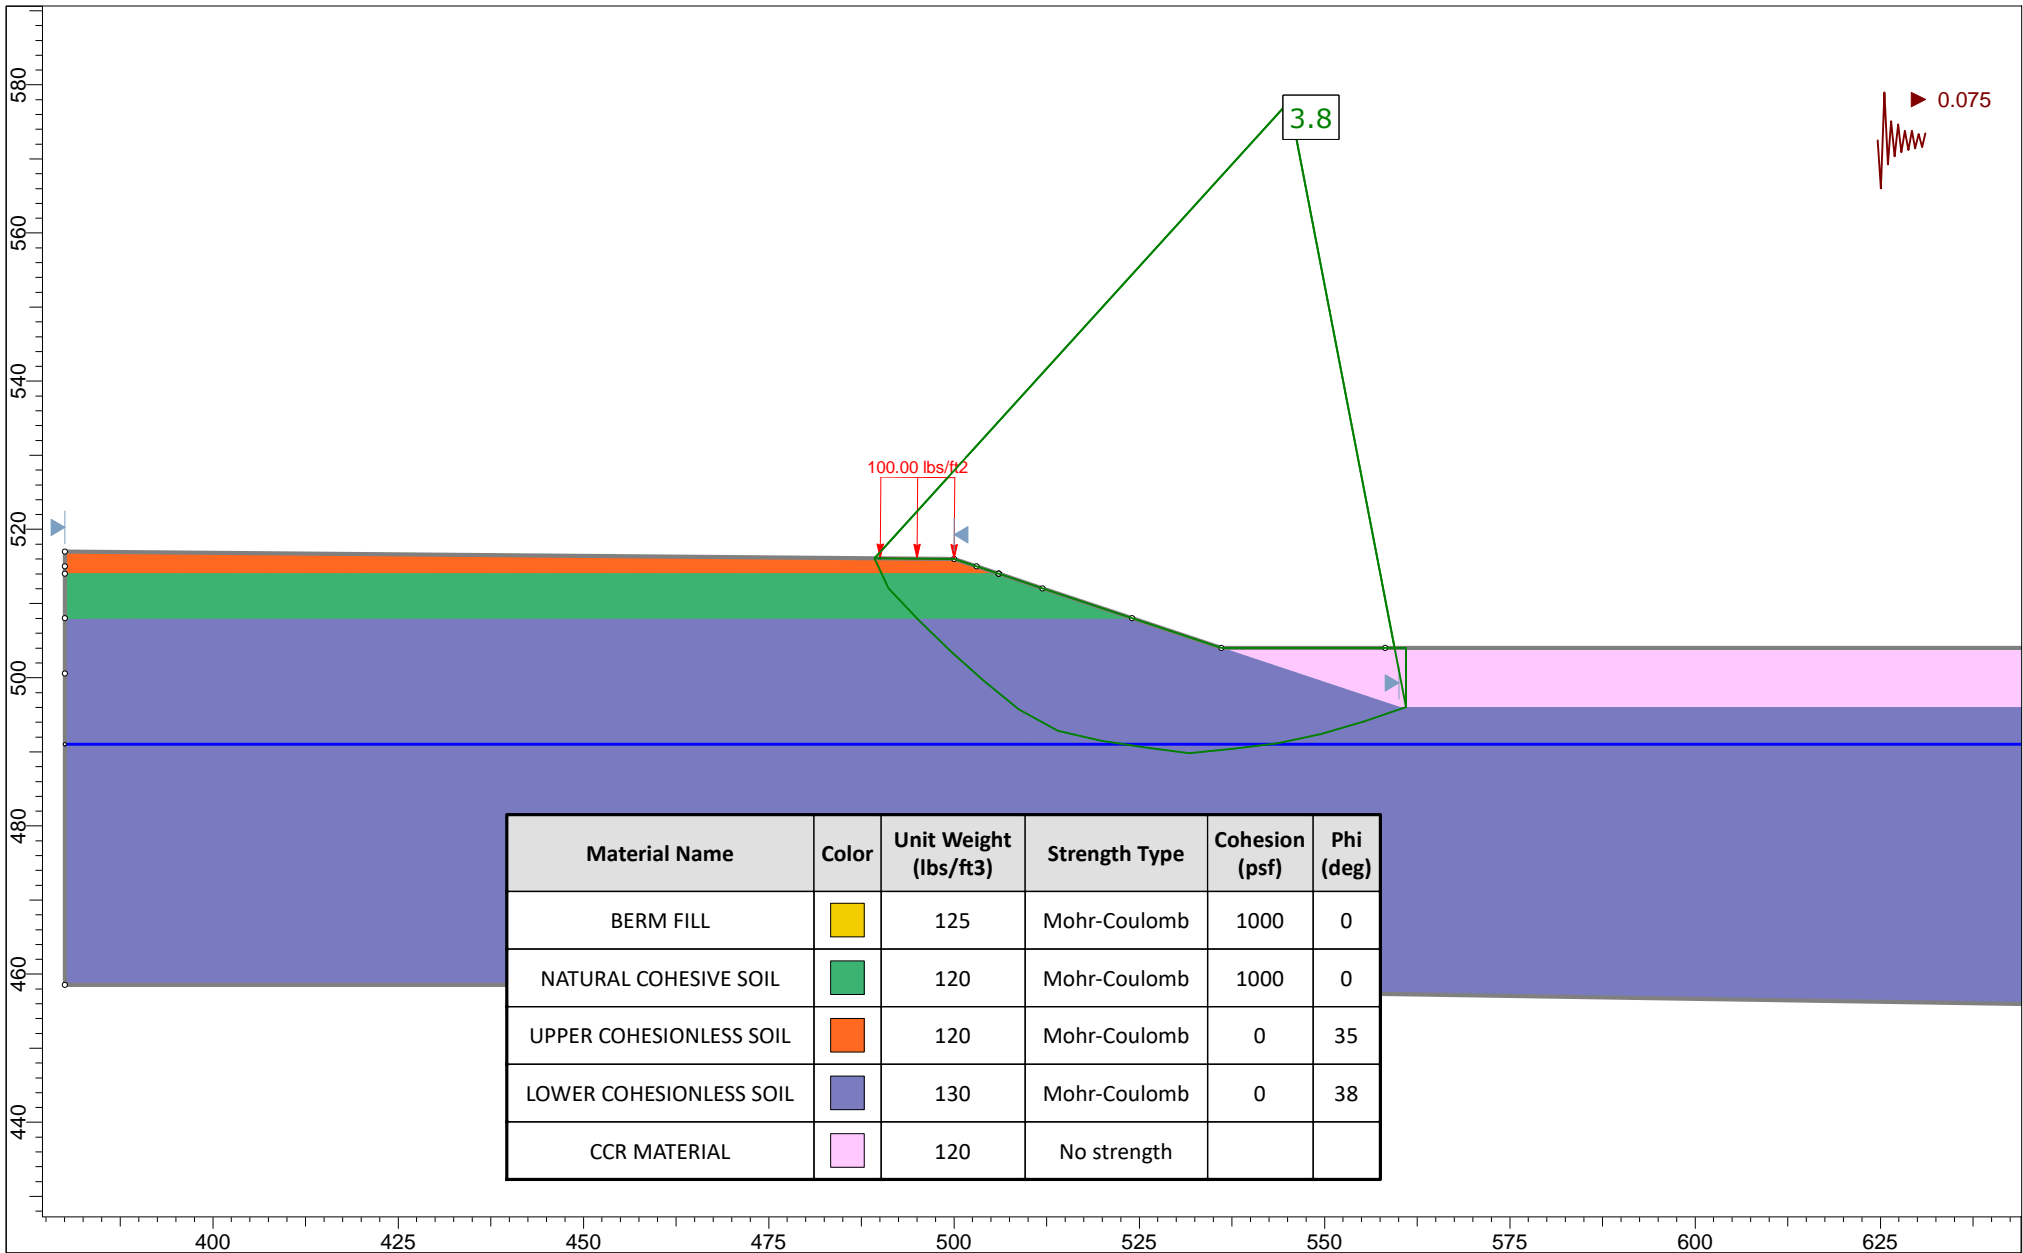 580
3.8
0.075
560
540
100.00 lbs/ft2
520
500
480
Material Name Color Unit Weight (lbs/ft3) Strength Type Cohesion (psf) Phi (deg)
BERM FILL 125 Mohr-Coulomb 1000 0
460
NATURAL COHESIVE SOIL 120 Mohr-Coulomb 1000 0
UPPER COHESIONLESS SOIL 120 Mohr-Coulomb 0 35
LOWER COHESIONLESS SOIL 130 Mohr-Coulomb 0 38
440
CCR MATERIAL 120 No strength
400 425 450 475 500 525 550 575 600 625